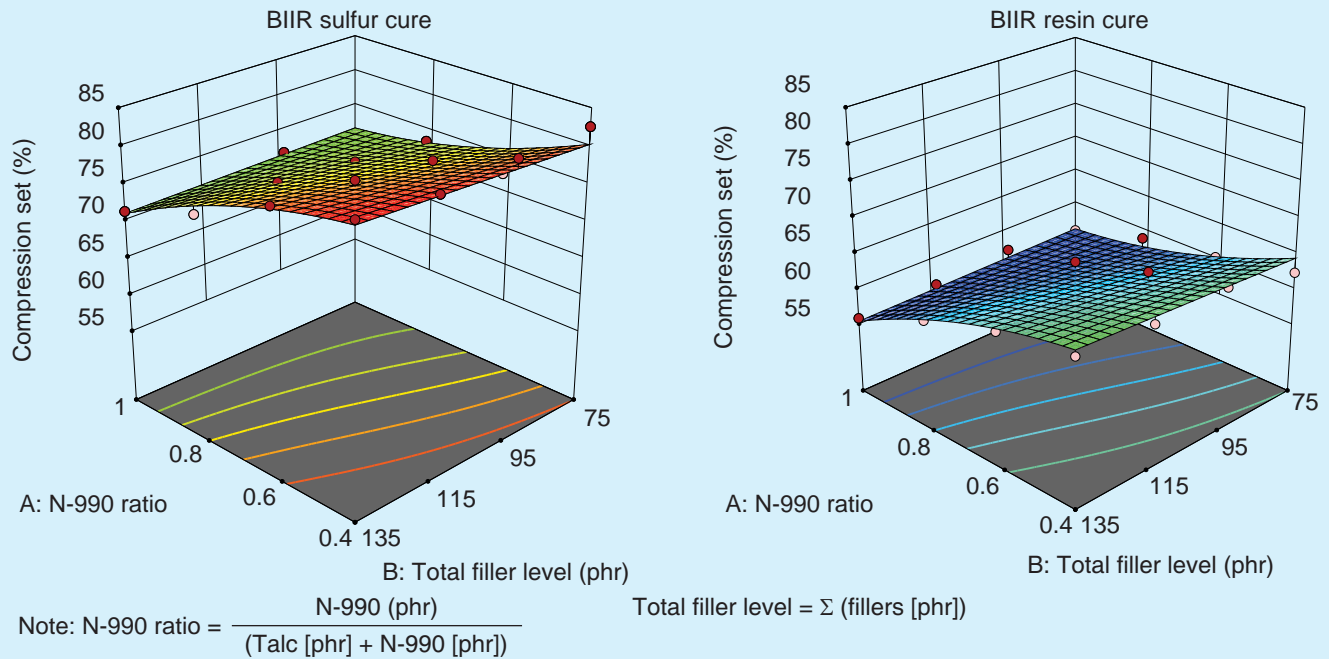 BIIR sulfur cure
85
80
75
70
65
60
55
Compression set (%)
1
0.8
0.6
0.4
135
115
95
75
A: N-990 ratio
B: Total filler level (phr)
BIIR resin cure
85
80
75
70
65
60
55
Compression set (%)
1
0.8
0.6
0.4
135
115
95
75
A: N-990 ratio
B: Total filler level (phr)
Note: N-990 ratio =
N-990 (phr)
(Talc [phr] + N-990 [phr])
Total filler level = Σ (fillers [phr])